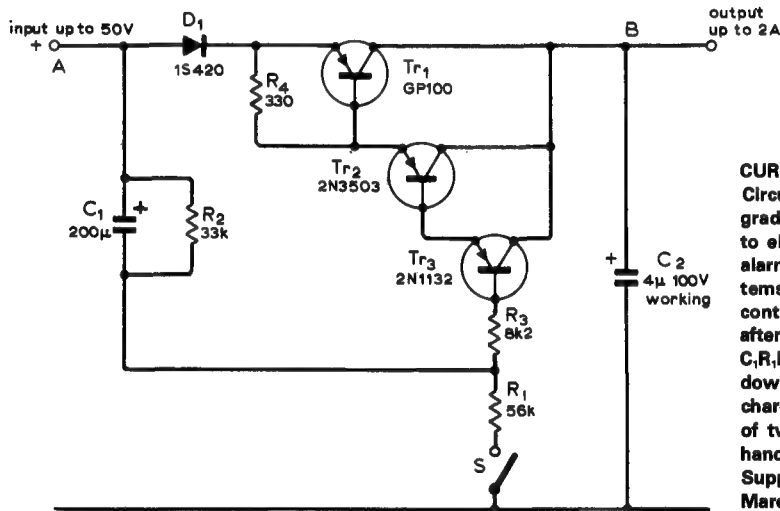 input up to 50V
+
A
D₁
1S420
R₄
330
Tr₁
GP100
B
output
up to 2A
Tr₂
2N3503
C₁
200μ
+
R₂
33k
Tr₃
2N1132
R₃
8k2
R₁
56k
S
+
C₂
4μ 100V
working
CUR
Circu
grad
to el
alarm
tems
cont
after
C₁R₁
dow
char
of tv
hand
Supp
Marc